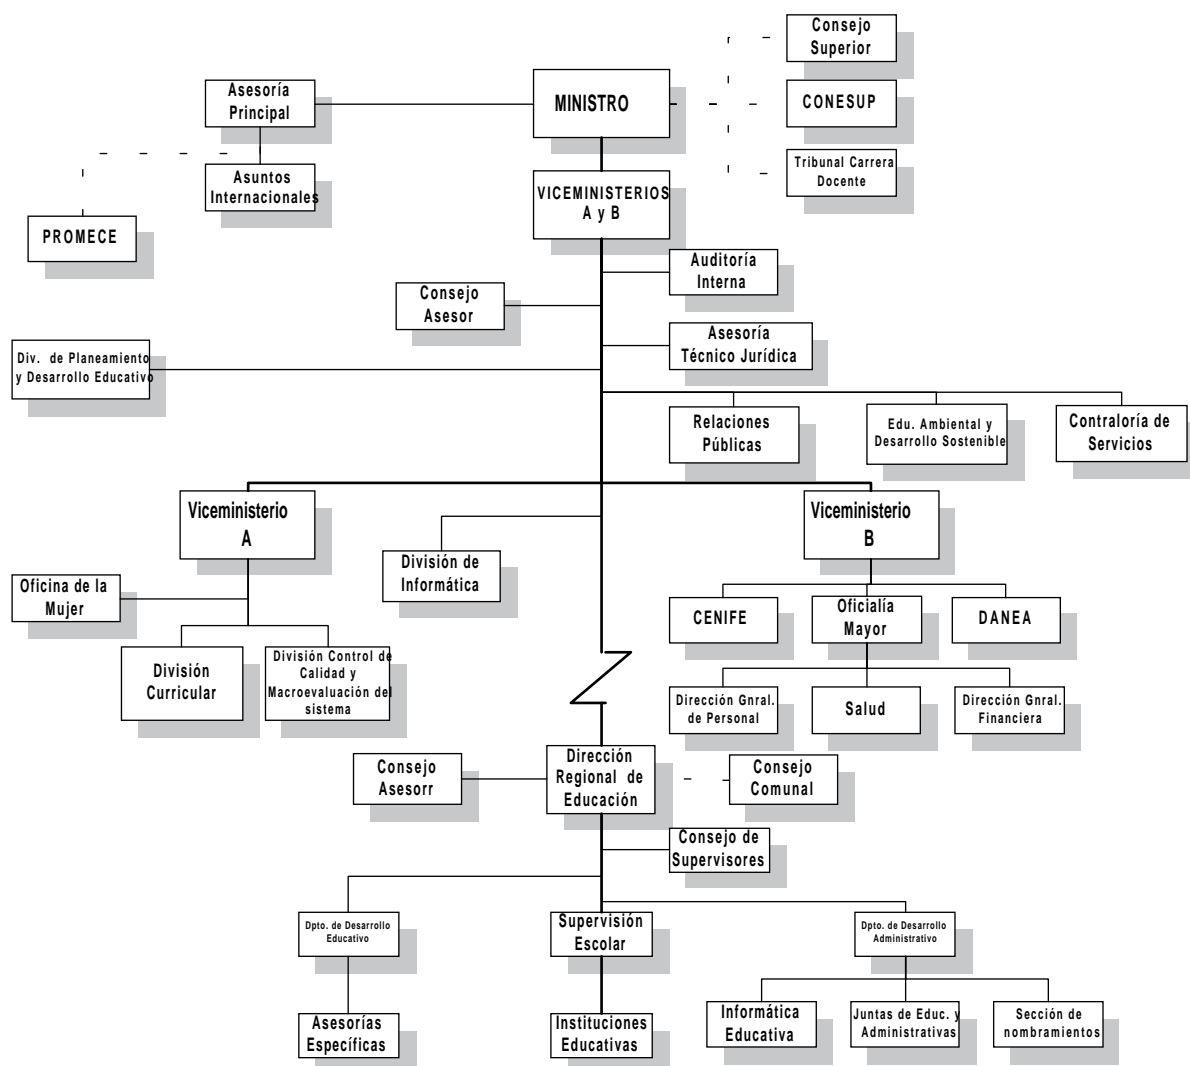 Consejo
Superior
Asesoría
Principal
MINISTRO
CONESUP
Asuntos
Internacionales
VICEMINISTERIOS
A y B
Tribunal Carrera
Docente
PROMECE
Auditoría
Interna
Consejo
Asesor
Asesoría
Técnico Jurídica
Div. de Planeamiento
y Desarrollo Educativo
Relaciones
Públicas
Edu. Ambiental y
Desarrollo Sostenible
Contraloría de
Servicios
Viceministerio
A
Viceministerio
B
División de
Informática
Oficina de la
Mujer
CENIFE
Oficialía
Mayor
DANEA
División
Curricular
División Control de
Calidad y
Macroevaluación del
sistema
Dirección Gnral.
de Personal
Salud
Dirección Gnral.
Financiera
Consejo
Asesorr
Dirección
Regional de
Educación
Consejo
Comunal
Consejo de
Supervisores
Dpto. de Desarrollo
Educativo
Supervisión
Escolar
Dpto. de Desarrollo
Administrativo
Asesorías
Específicas
Instituciones
Educativas
Informática
Educativa
Juntas de Educ. y
Administrativas
Sección de
nombramientos